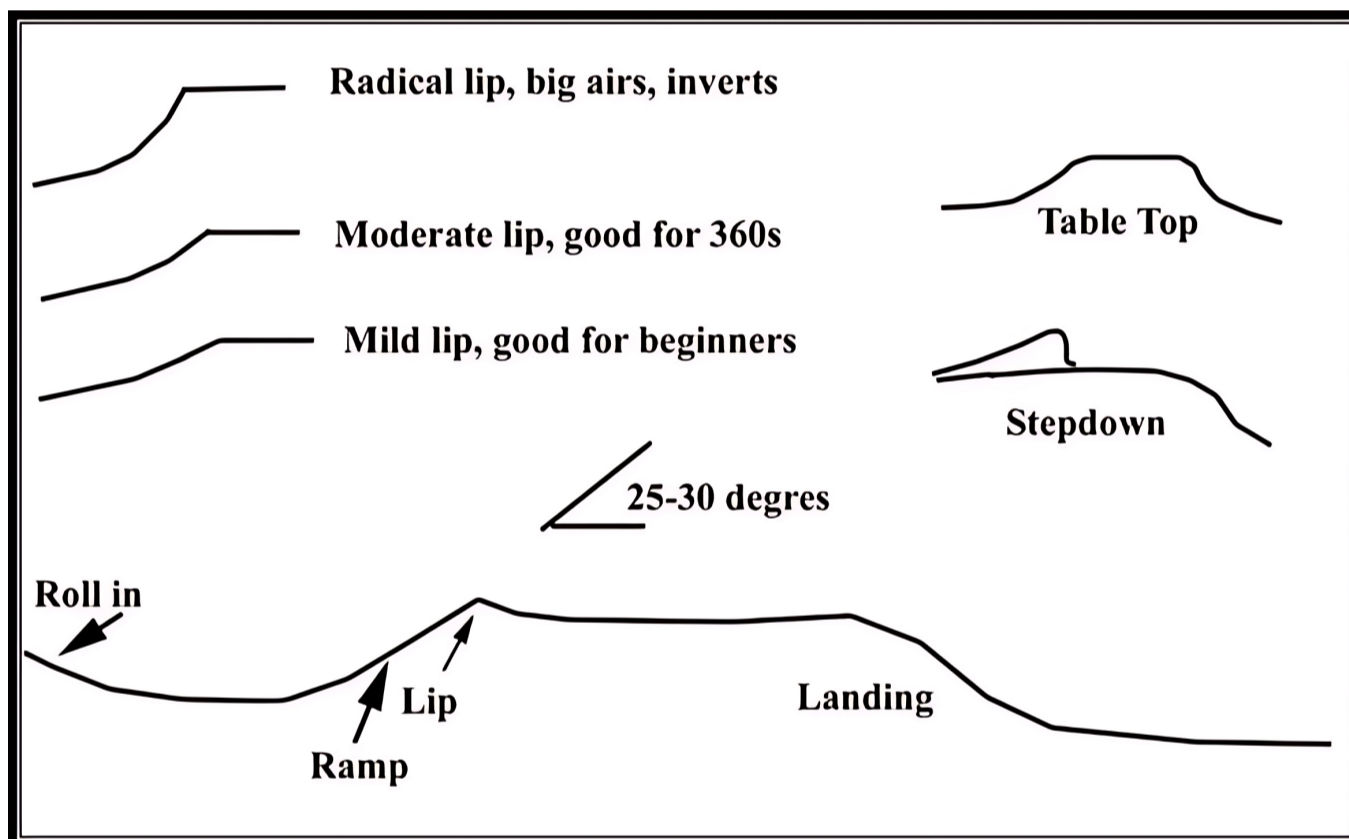 Radical lip, big airs, inverts
Table Top
Moderate lip, good for 360s
Mild lip, good for beginners
Stepdown
25-30 degres
Roll in
Lip
Landing
Ramp